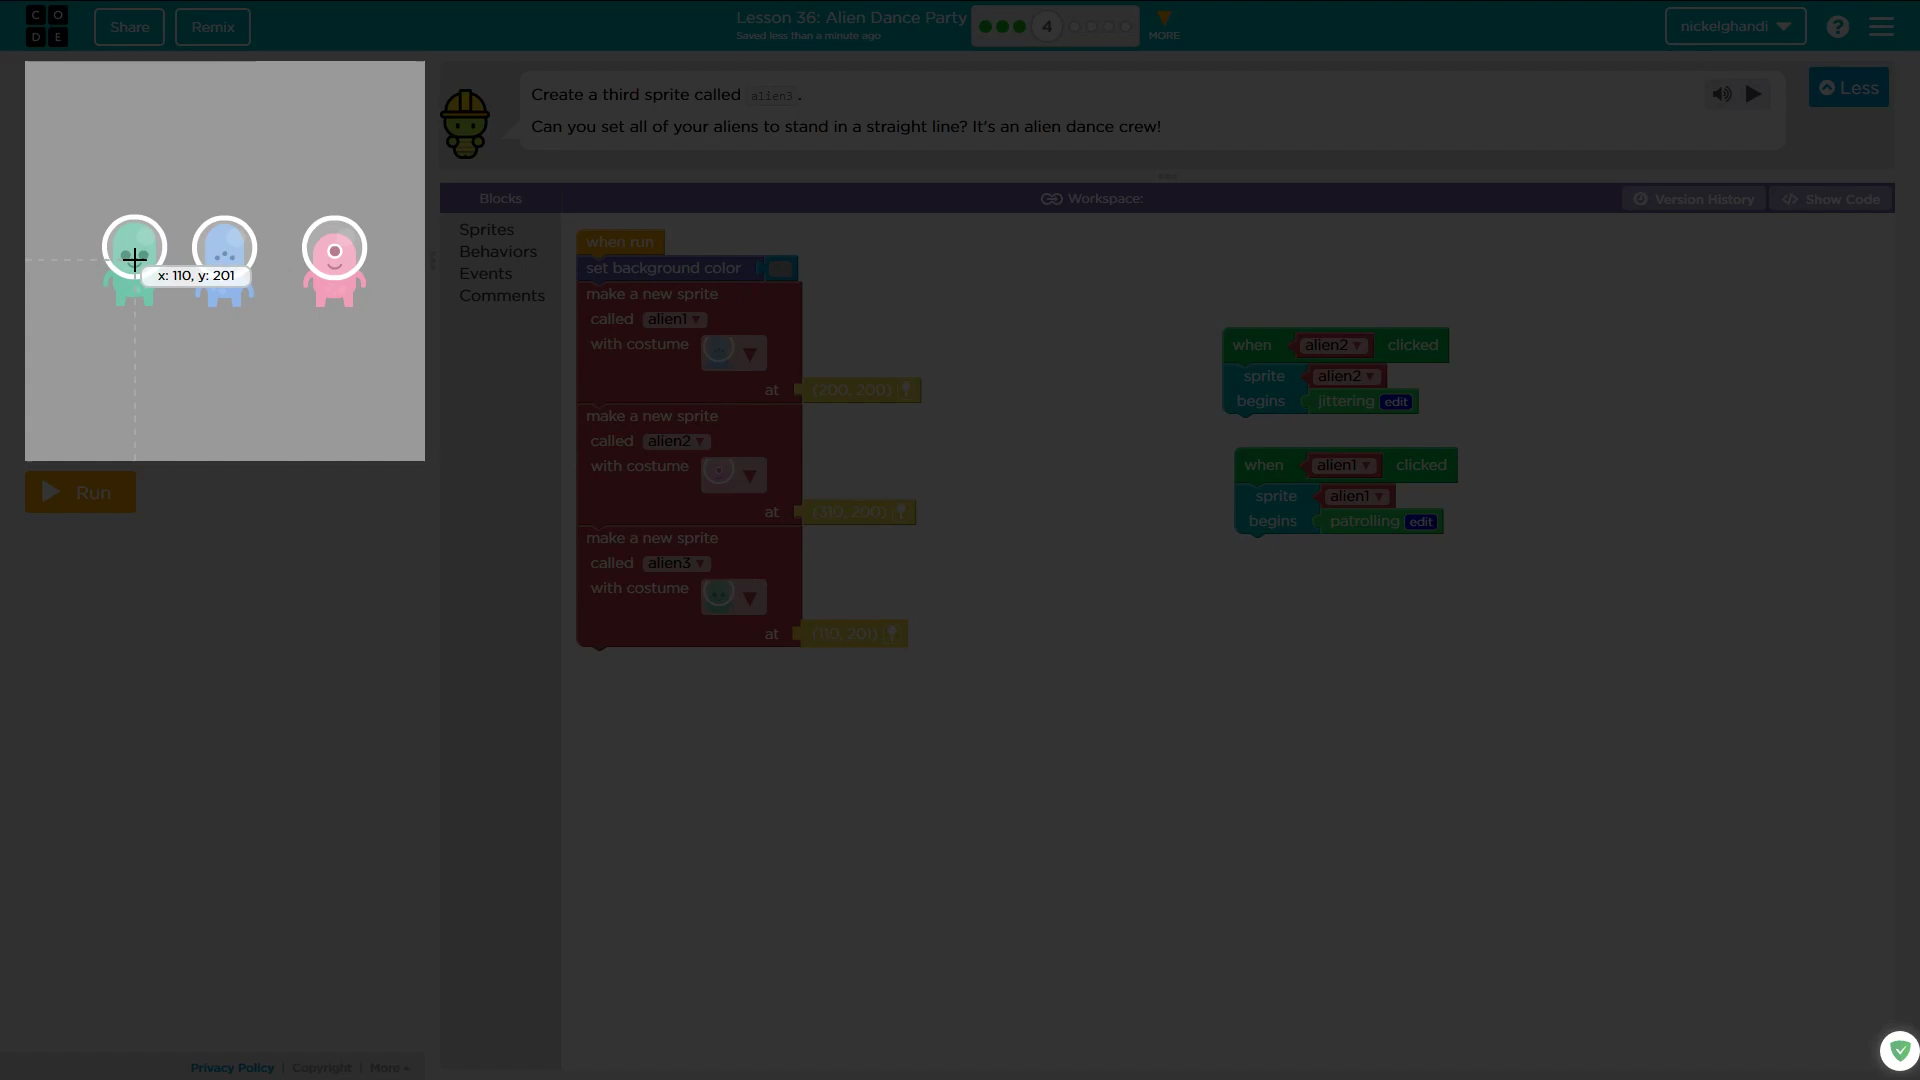 C O
D E
Share
Remix
Lesson 36: Alien Dance Party
Saved less than a minute ago
4
MORE
nickelghandi
?
Create a third sprite called alien3.
Can you set all of your aliens to stand in a straight line? It's an alien dance crew!
Less
x: 110, y: 201
Run
Blocks
Workspace:
Version History
Show Code
Sprites
Behaviors
Events
Comments
when run
set background color
make a new sprite
called alien1
with costume
at (200, 200)
make a new sprite
called alien2
with costume
at (310, 200)
make a new sprite
called alien3
with costume
at (110, 201)
when alien2 clicked
sprite alien2
begins jittering edit
when alien1 clicked
sprite alien1
begins patrolling edit
Privacy Policy | Copyright | More